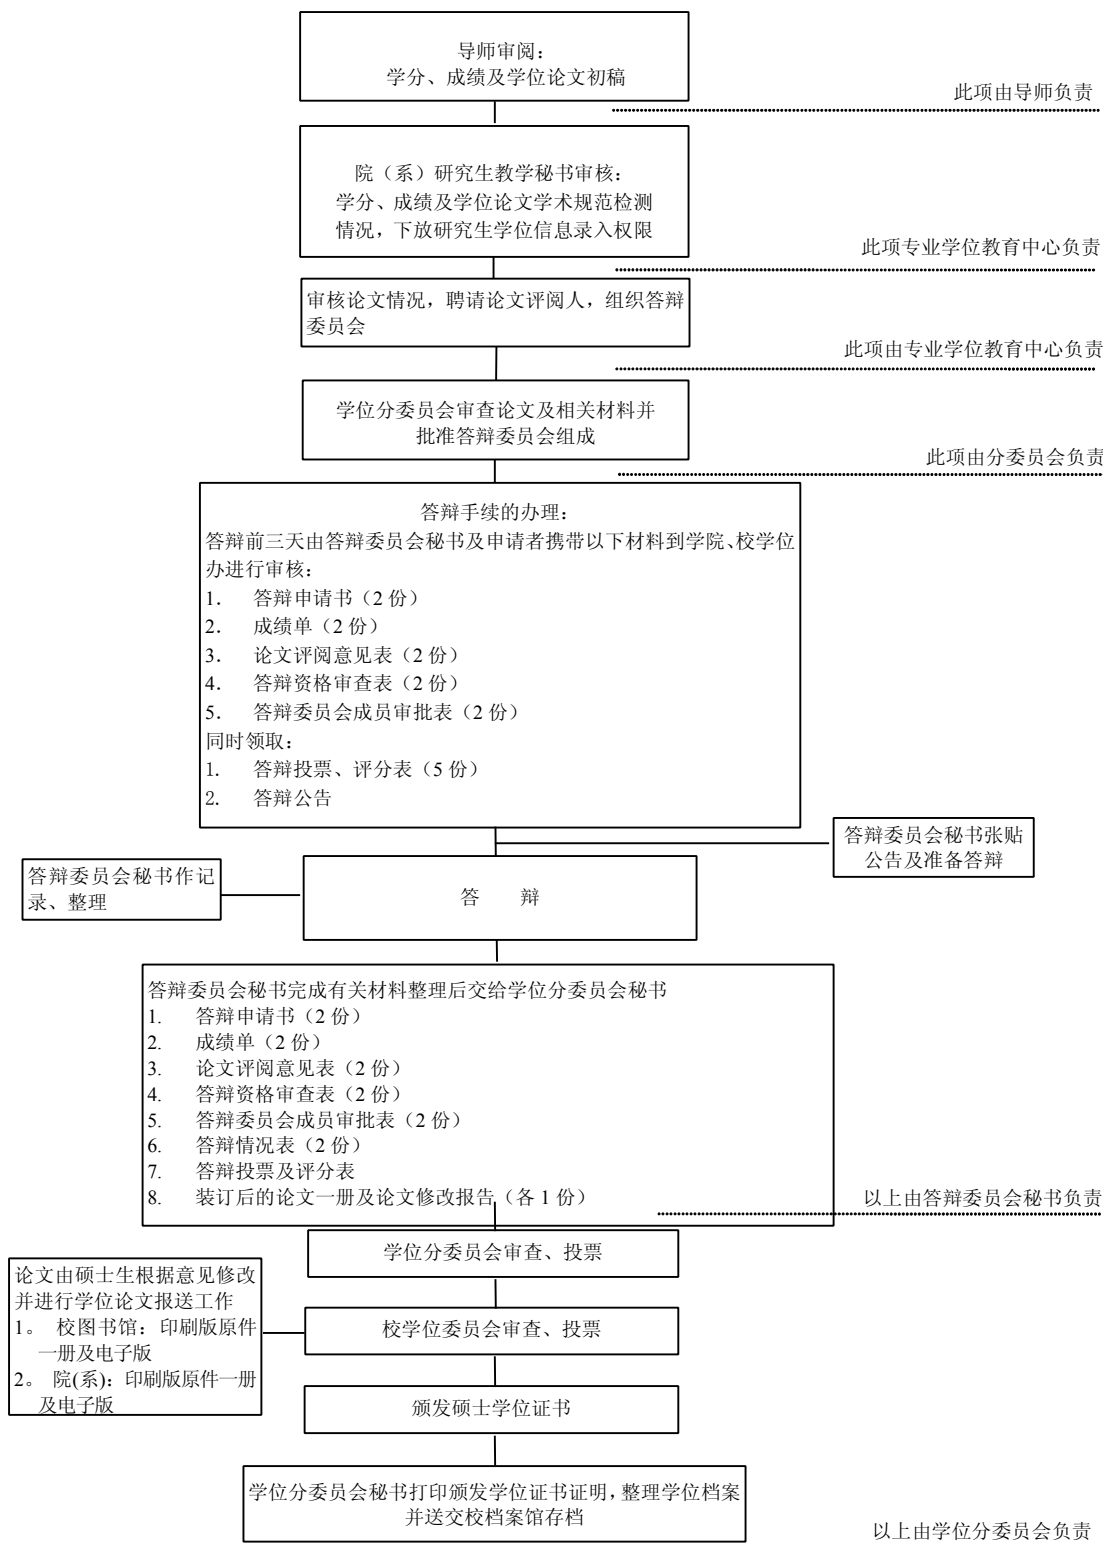 导师审阅：
学分、成绩及学位论文初稿
此项由导师负责
院（系）研究生教学秘书审核：
学分、成绩及学位论文学术规范检测
情况，下放研究生学位信息录入权限
此项专业学位教育中心负责
审核论文情况，聘请论文评阅人，组织答辩
委员会
此项由专业学位教育中心负责
学位分委员会审查论文及相关材料并
批准答辩委员会组成
此项由分委员会负责
答辩手续的办理：
答辩前三天由答辩委员会秘书及申请者携带以下材料到学院、校学位
办进行审核：
1. 答辩申请书（2 份）
2. 成绩单（2 份）
3. 论文评阅意见表（2 份）
4. 答辩资格审查表（2 份）
5. 答辩委员会成员审批表（2 份）
同时领取：
1. 答辩投票、评分表（5 份）
2. 答辩公告
答辩委员会秘书张贴
公告及准备答辩
答辩委员会秘书作记
录、整理
答 辩
答辩委员会秘书完成有关材料整理后交给学位分委员会秘书
1. 答辩申请书（2 份）
2. 成绩单（2 份）
3. 论文评阅意见表（2 份）
4. 答辩资格审查表（2 份）
5. 答辩委员会成员审批表（2 份）
6. 答辩情况表（2 份）
7. 答辩投票及评分表
8. 装订后的论文一册及论文修改报告（各 1 份）
以上由答辩委员会秘书负责
学位分委员会审查、投票
论文由硕士生根据意见修改
并进行学位论文报送工作
1。 校图书馆：印刷版原件
一册及电子版
2。 院(系)：印刷版原件一册
及电子版
校学位委员会审查、投票
颁发硕士学位证书
学位分委员会秘书打印颁发学位证书证明，整理学位档案
并送交校档案馆存档
以上由学位分委员会负责